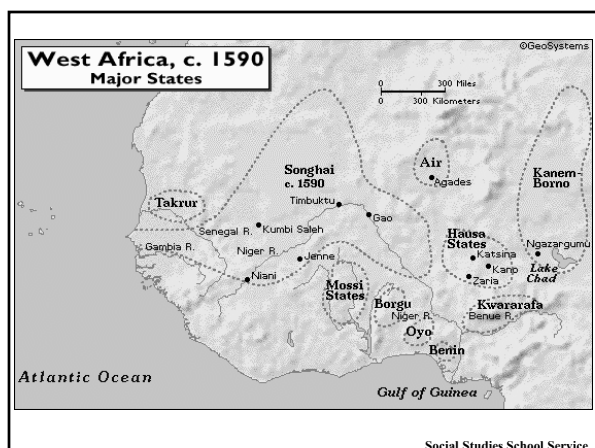 ©GeoSystems
West Africa, c. 1590
Major States
0 300 Miles
0 300 Kilometers
Air
Agades
Kanem-
Borno
Songhai
c. 1590
Timbuktu
Gao
Takrur
Senegal R.
Kumbi Saleh
Gambia R.
Niger R.
Jenne
Niani
Hausa
States
Katsina
Kano
Zaria
Ngazargumu
Lake
Chad
Mossi
States
Borgu
Niger R.
Oyo
Kwararafa
Benue R.
Benin
Atlantic Ocean
Gulf of Guinea
Social Studies School Service